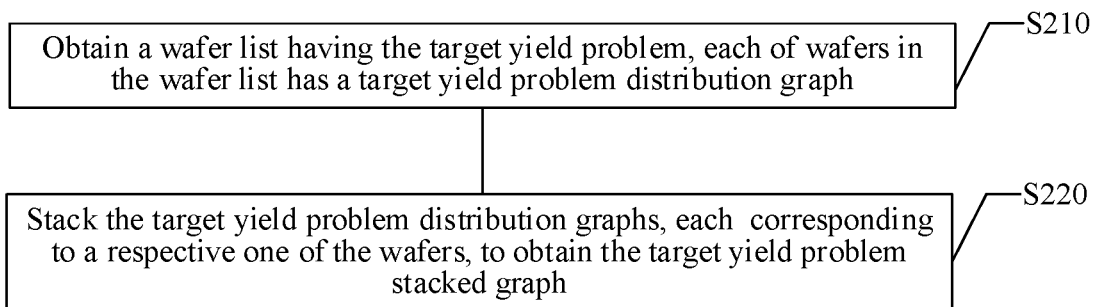 S210
Obtain a wafer list having the target yield problem, each of wafers in
the wafer list has a target yield problem distribution graph
S220
Stack the target yield problem distribution graphs, each corresponding
to a respective one of the wafers, to obtain the target yield problem
stacked graph